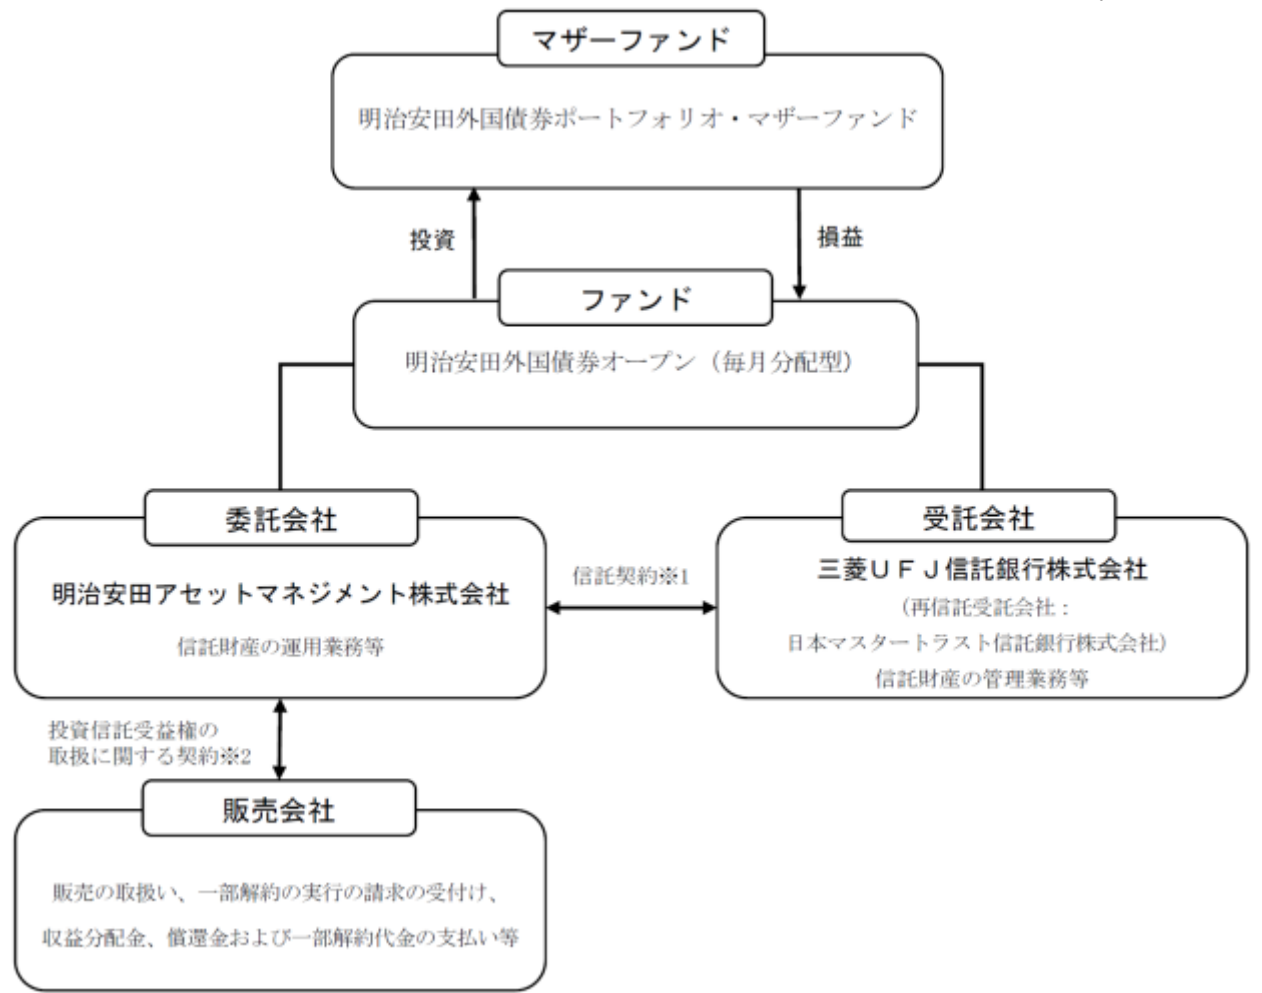 マザーファンド
明治安田外国債券ポートフォリオ・マザーファンド
投資
損益
ファンド
明治安田外国債券オープン（毎月分配型）
委託会社
明治安田アセットマネジメント株式会社
信託財産の運用業務等
信託契約※1
受託会社
三菱ＵＦＪ信託銀行株式会社
（再信託受託会社：
日本マスタートラスト信託銀行株式会社）
信託財産の管理業務等
投資信託受益権の
取扱に関する契約※2
販売会社
販売の取扱い、一部解約の実行の請求の受付け、
収益分配金、償還金および一部解約代金の支払い等